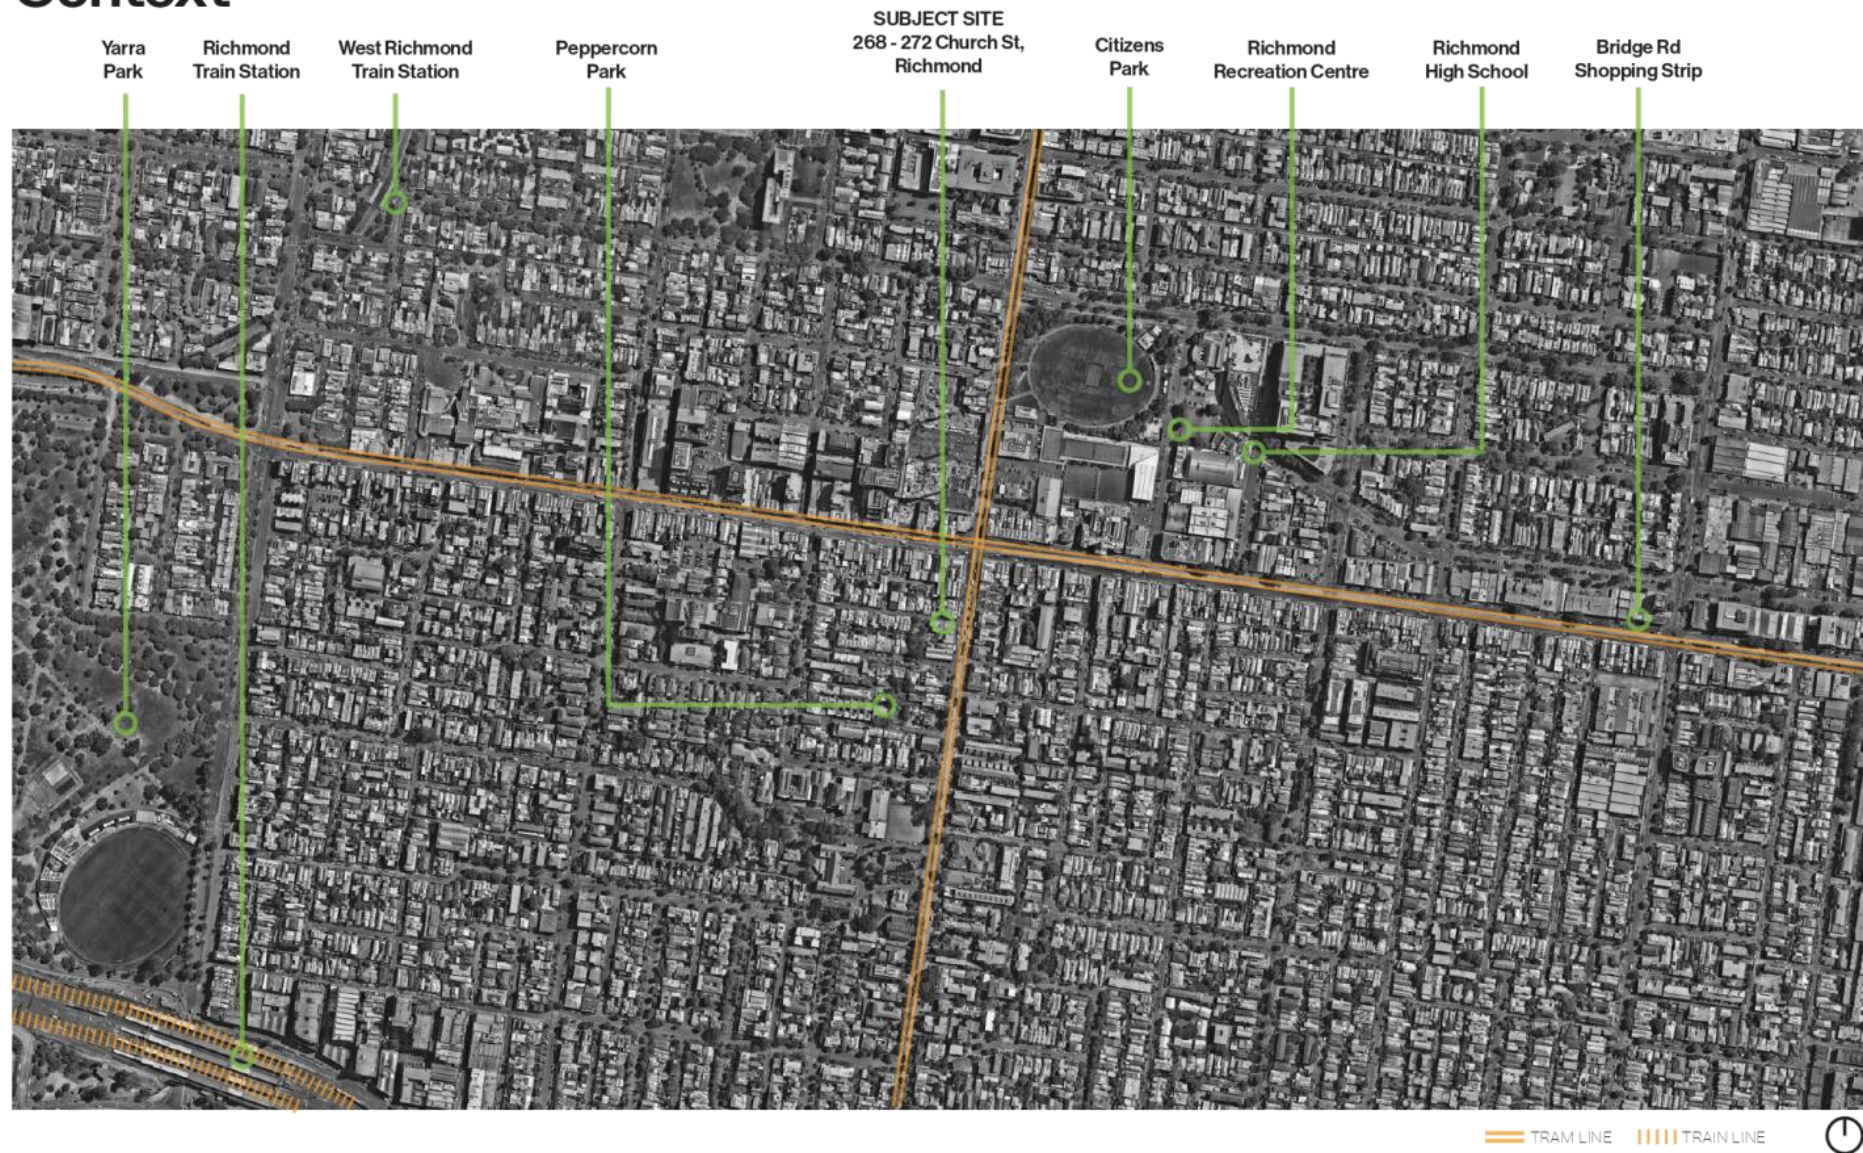 Context
Yarra
Park
Richmond
Train Station
West Richmond
Train Station
Peppercorn
Park
SUBJECT SITE
268 - 272 Church St,
Richmond
Citizens
Park
Richmond
Recreation Centre
Richmond
High School
Bridge Rd
Shopping Strip
TRAM LINE
TRAIN LINE